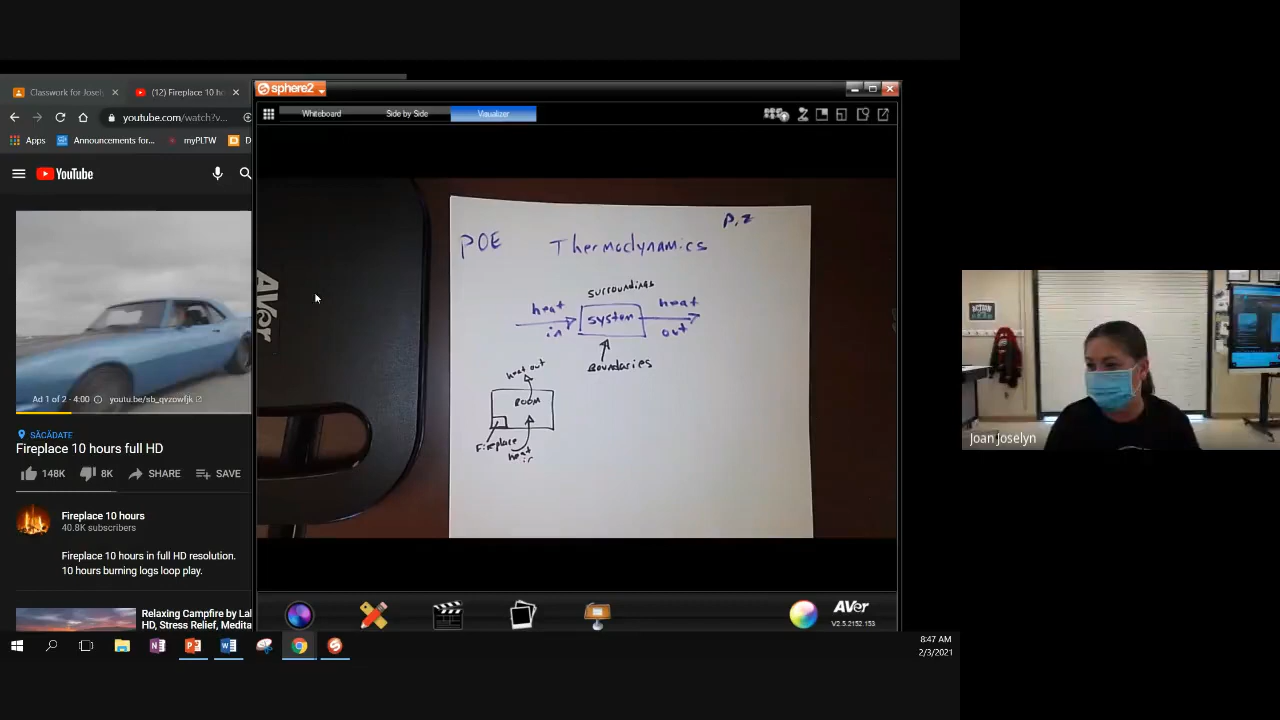 Classwork for Josel
(12) Fireplace 10 h
youtube.com/watch?v...
Apps
Announcements for...
myPLTW
D
YouTube
Ad 1 of 2 · 4:00
youtu.be/sb_qvzowfjk
SĂCĂDATE
Fireplace 10 hours full HD
148K
8K
SHARE
SAVE
Fireplace 10 hours
40.8K subscribers
Fireplace 10 hours in full HD resolution.
10 hours burning logs loop play.
Relaxing Campfire by Lal
HD, Stress Relief, Medita
sphere2
Whiteboard
Side by Side
Visualizer
AVer
P.2
POE
Thermodynamics
surroundings
heat
in
system
heat
out
Boundaries
heat out
ROOM
Fireplace
heat
in
AVer
V2.5.2152.153
8:47 AM
2/3/2021
ACTION
Joan Joselyn